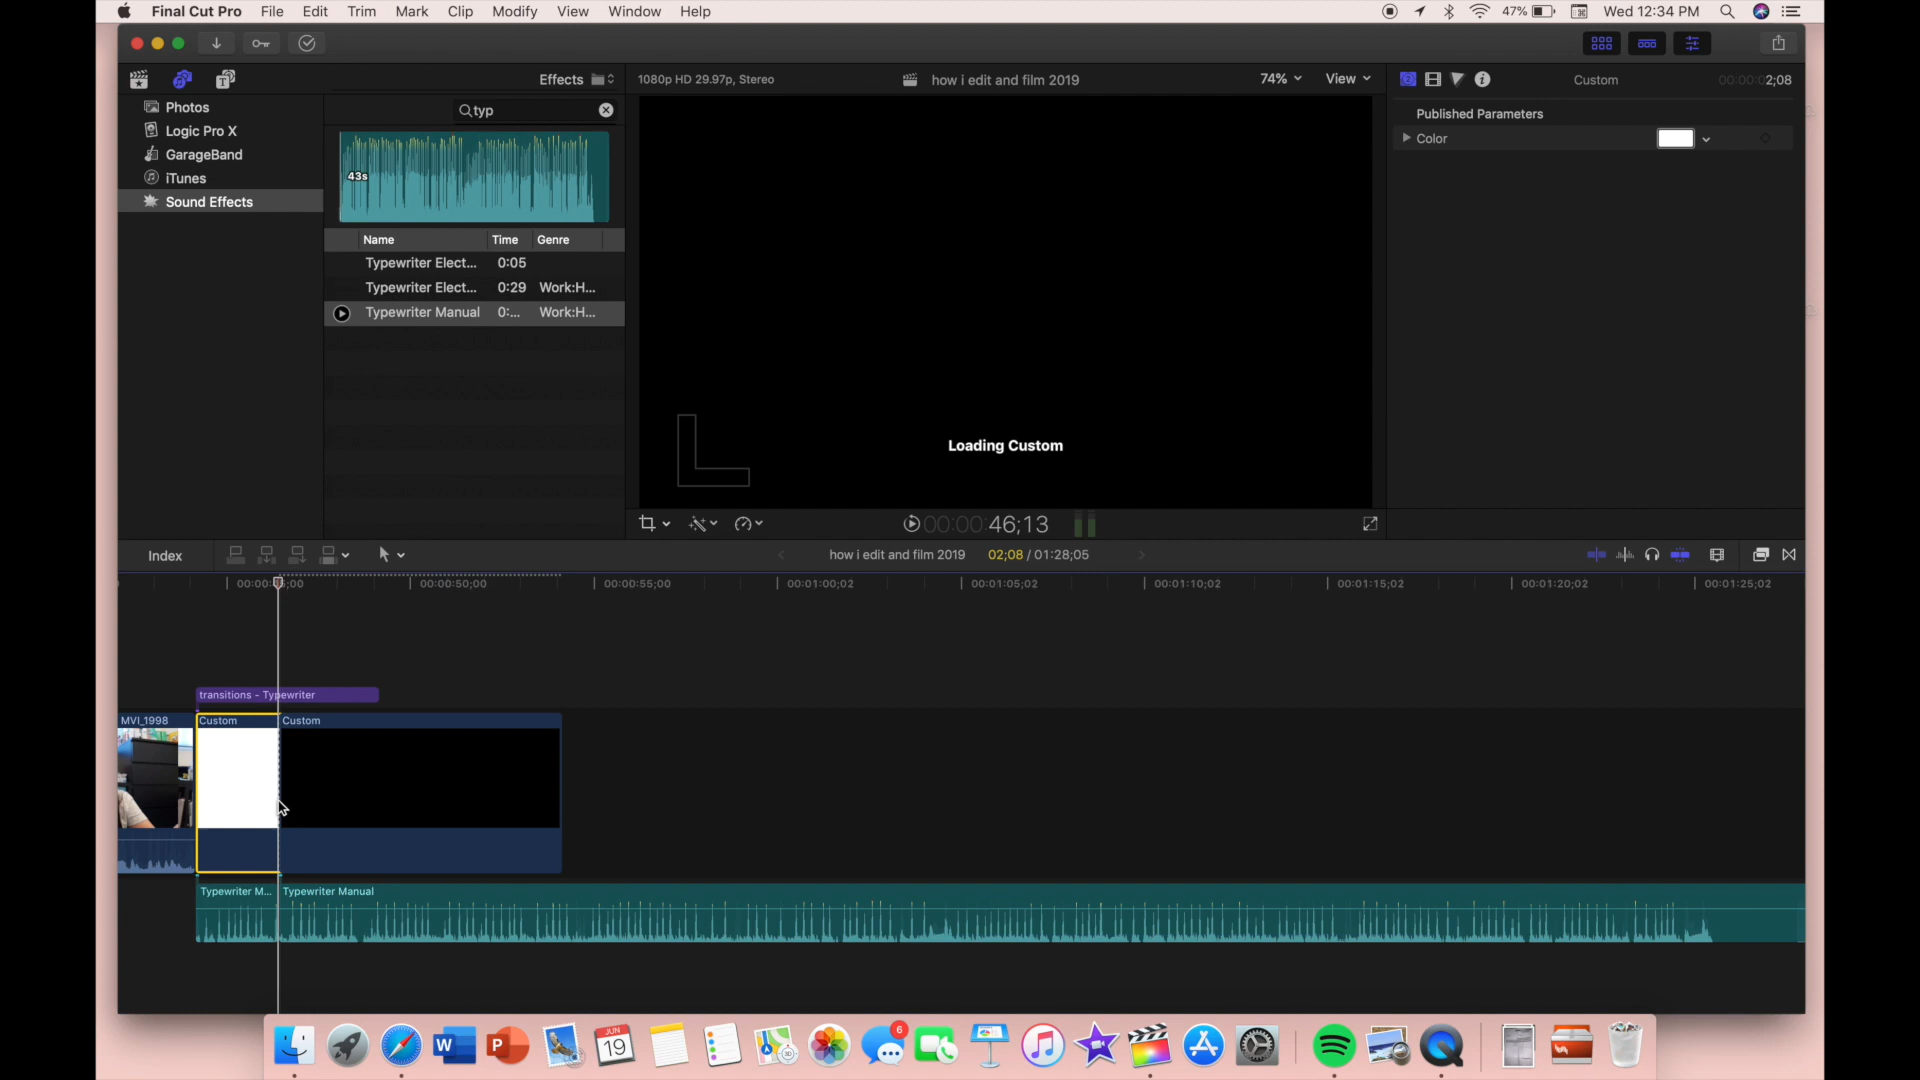 Final Cut Pro File Edit Trim Mark Clip Modify View Window Help 47% Wed 12:34 PM
Effects 1080p HD 29.97p, Stereo how i edit and film 2019 74% View Custom 00:00:02;08
Photos
Logic Pro X
GarageBand
iTunes
Sound Effects
typ
43s
Name Time Genre
Typewriter Elect... 0:05
Typewriter Elect... 0:29 Work:H...
Typewriter Manual 0:... Work:H...
Loading Custom
Published Parameters
Color
00:00:46;13
Index how i edit and film 2019 02;08 / 01:28;05
00:00:50;00 00:00:55;00 00:01:00;02 00:01:05;02 00:01:10;02 00:01:15;02 00:01:20;02 00:01:25;02
transitions - Typewriter
MVI_1998 Custom Custom
Typewriter M... Typewriter Manual
W P JUN 19 3D 6